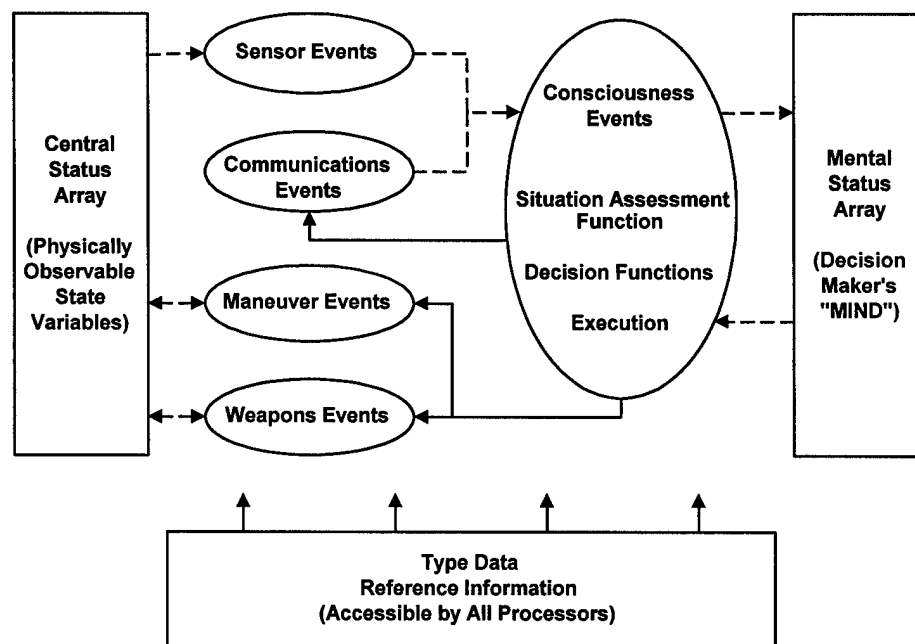 Central
Status
Array
(Physically
Observable
State
Variables)
Sensor Events
Communications
Events
Maneuver Events
Weapons Events
Consciousness
Events
Situation Assessment
Function
Decision Functions
Execution
Mental
Status
Array
(Decision
Maker's
"MIND")
Type Data
Reference Information
(Accessible by All Processors)